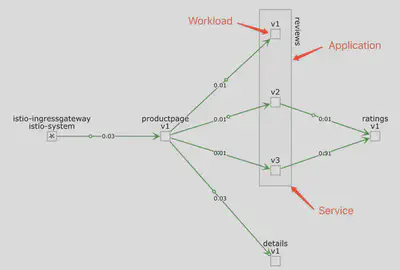 Workload
v1
reviews
Application
0.01
v2
istio-ingressgateway
istio-system
productpage
v1
0.01
0.01
ratings
v1
0.03
0.01
0.01
v3
0.03
Service
details
v1